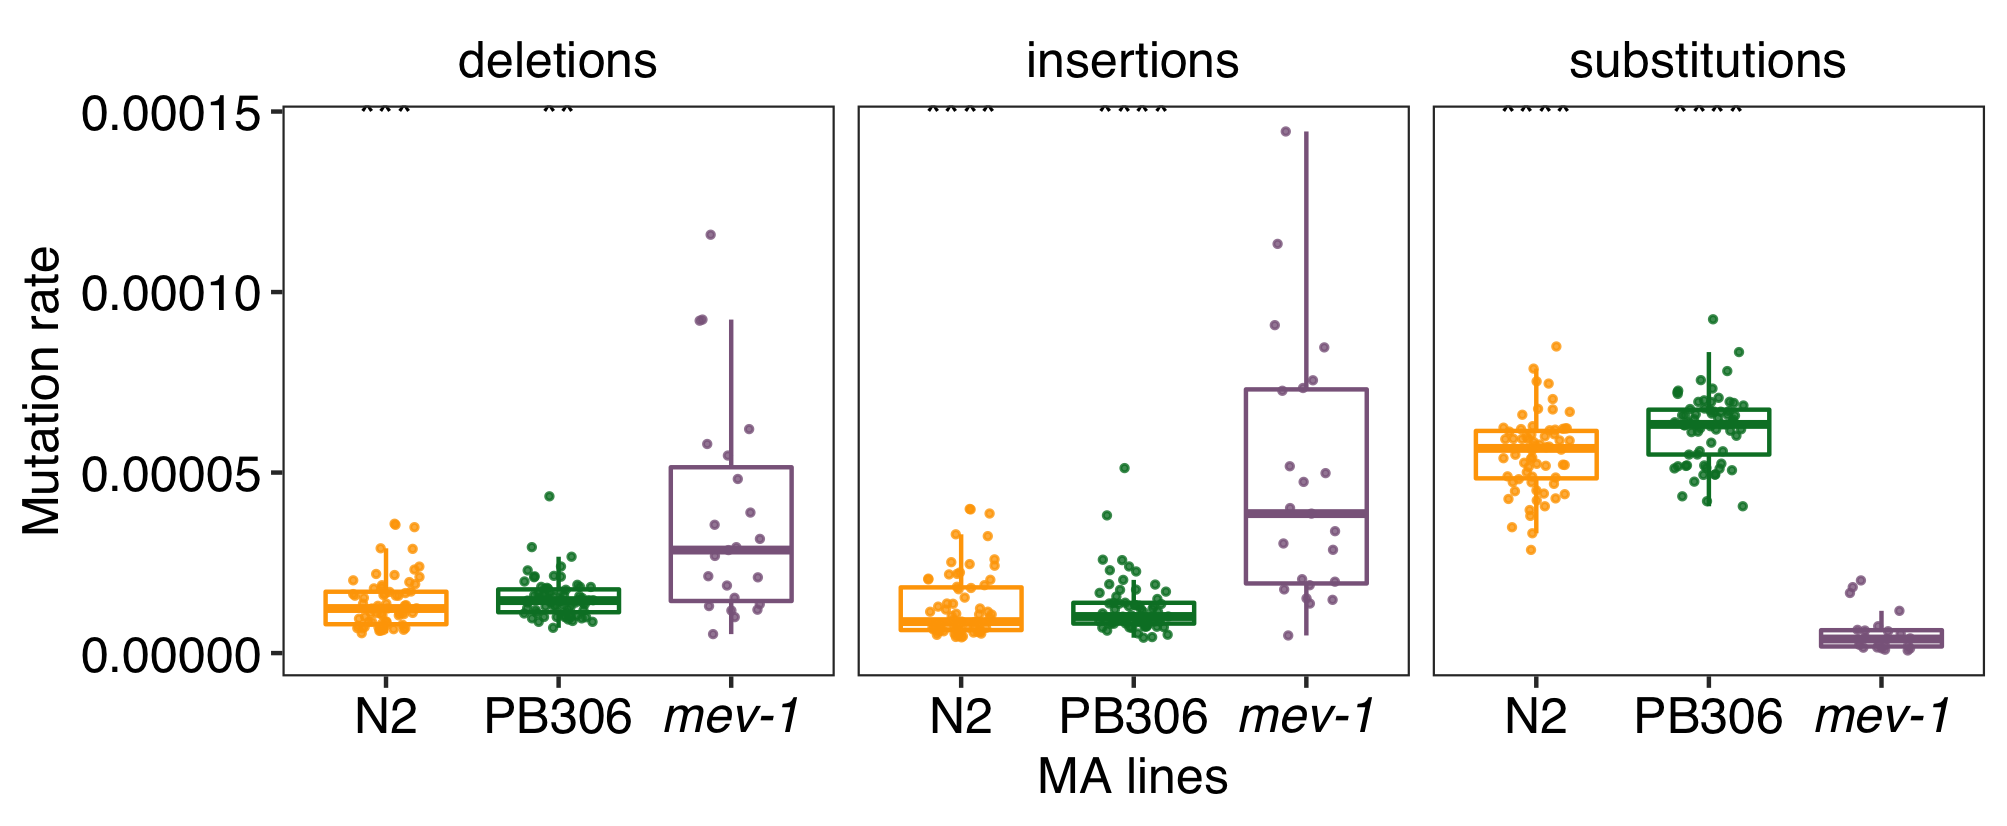 deletions insertions substitutions
*** ** **** **** **** ****
0.00015
0.00010
0.00005
0.00000
Mutation rate
N2 PB306 mev-1 N2 PB306 mev-1 N2 PB306 mev-1
MA lines